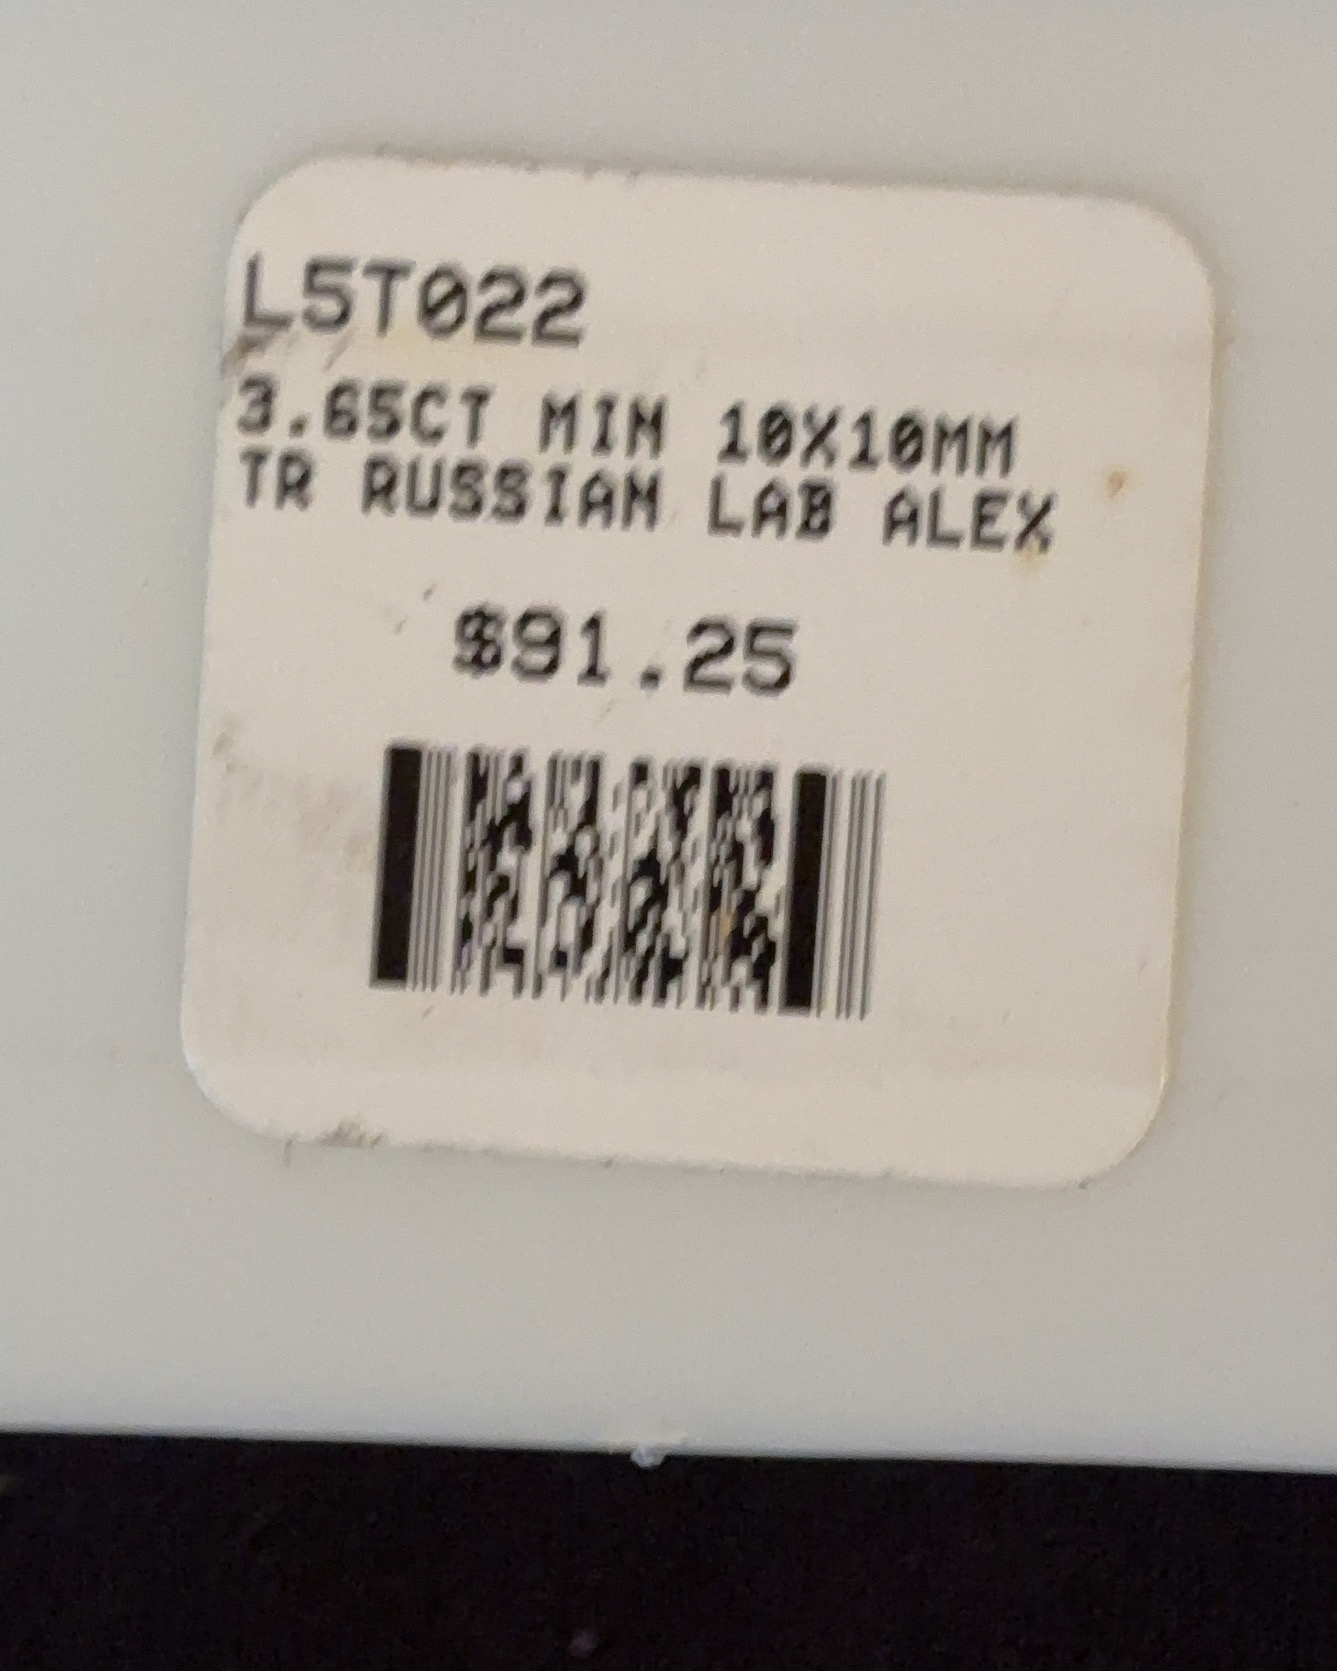 L5T022
3.65CT MIN 10X10MM
TR RUSSIAN LAB ALEX
$91.25